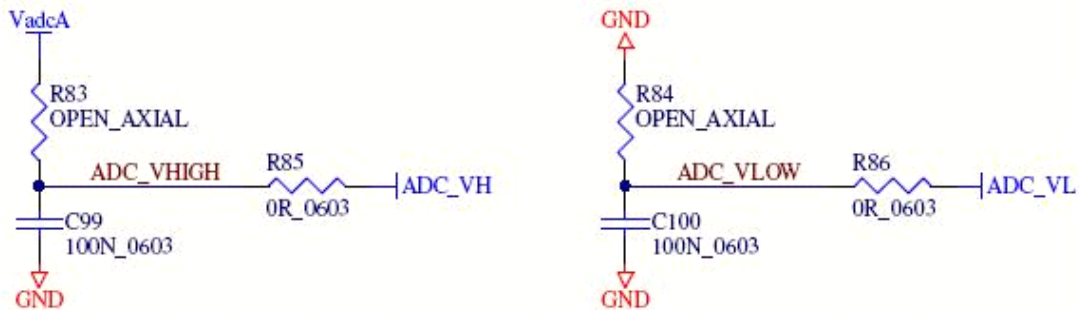 VadcA
R83
OPEN_AXIAL
ADC_VHIGH
R85
0R_0603
ADC_VH
C99
100N_0603
GND
GND
R84
OPEN_AXIAL
ADC_VLOW
R86
0R_0603
ADC_VL
C100
100N_0603
GND